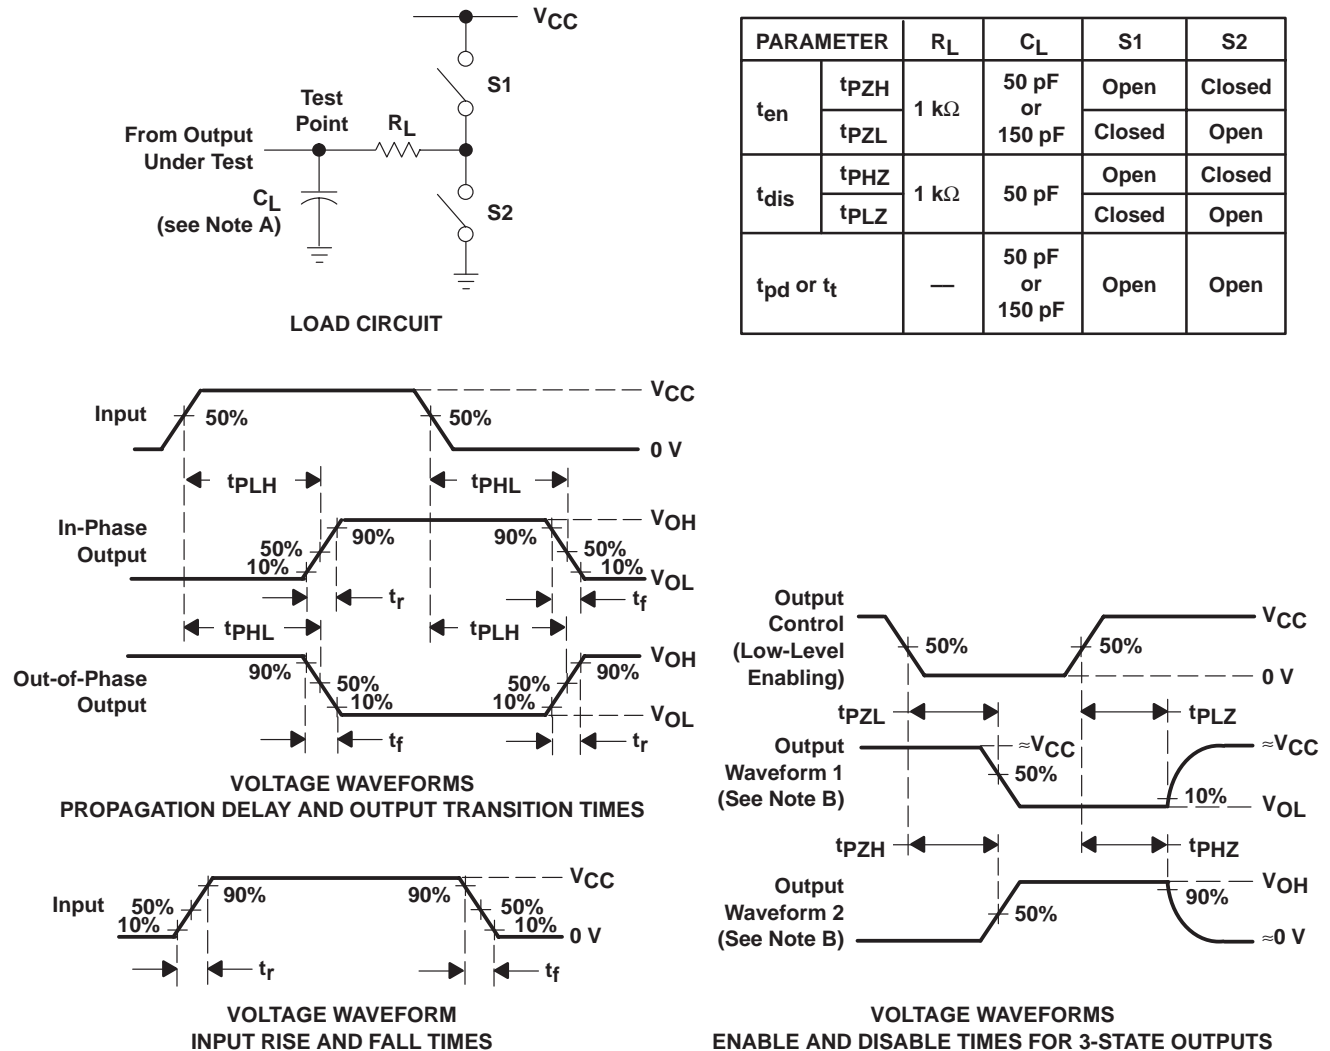 VCC
S1
Test
Point
RL
From Output
Under Test
CL
(see Note A)
S2
LOAD CIRCUIT
PARAMETER RL CL S1 S2
ten tPZH 1 kΩ 50 pF or 150 pF Open Closed
tPZL Closed Open
tdis tPHZ 1 kΩ 50 pF Open Closed
tPLZ Closed Open
tpd or tt — 50 pF or 150 pF Open Open
Input 50% 50% VCC
0 V
tPLH tPHL
In-Phase
Output
50%
10%
90% 90%
50%
10%
VOH
VOL
tr tf
tPHL tPLH
Out-of-Phase
Output
90%
50%
10%
50%
10%
90%
VOH
VOL
tf tr
VOLTAGE WAVEFORMS
PROPAGATION DELAY AND OUTPUT TRANSITION TIMES
Input
50%
10%
90% 90%
50%
10%
VCC
0 V
tr tf
VOLTAGE WAVEFORM
INPUT RISE AND FALL TIMES
Output
Control
(Low-Level
Enabling)
50% 50%
VCC
0 V
tPZL tPLZ
Output
Waveform 1
(See Note B)
≈VCC
50%
≈VCC
10%
VOL
tPZH tPHZ
Output
Waveform 2
(See Note B)
50%
VOH
90%
≈0 V
VOLTAGE WAVEFORMS
ENABLE AND DISABLE TIMES FOR 3-STATE OUTPUTS